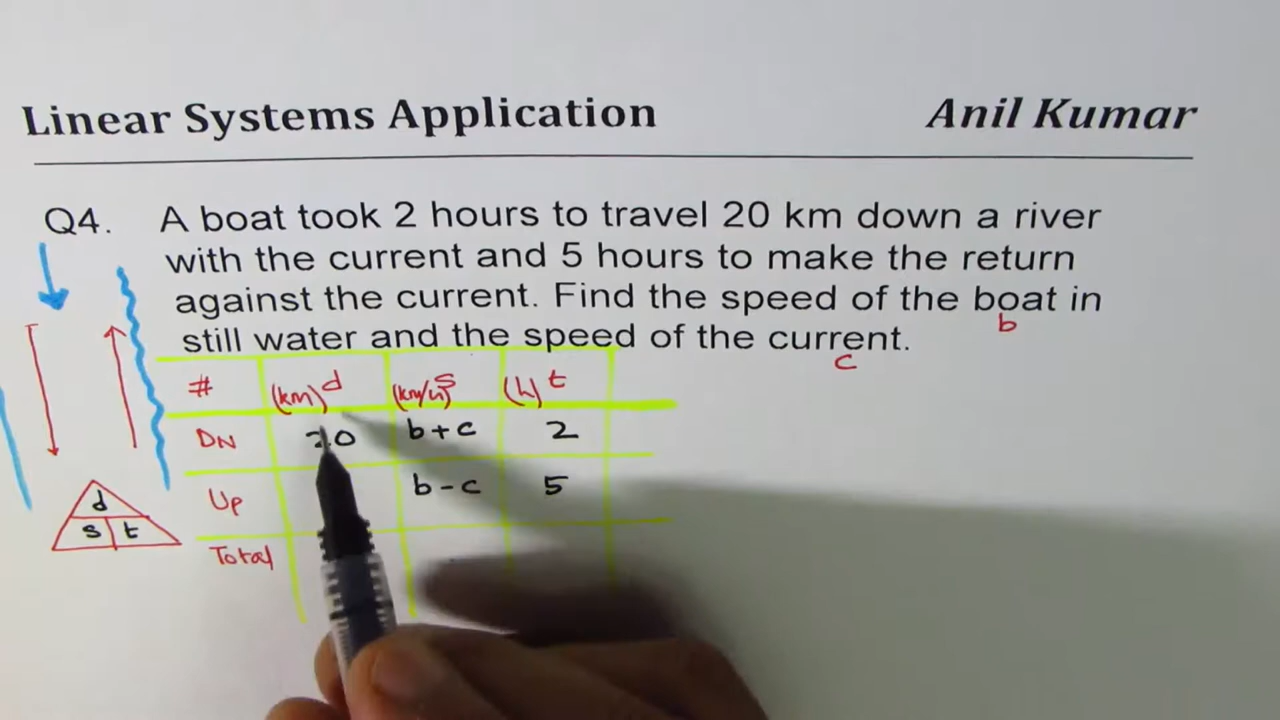 Linear Systems Application Anil Kumar
Q4. A boat took 2 hours to travel 20 km down a river
with the current and 5 hours to make the return
against the current. Find the speed of the boat in
b
still water and the speed of the current.
c
# (km) d (km/h) s (h) t
DN 20 b+c 2
Up b-c 5
d
s t
Total